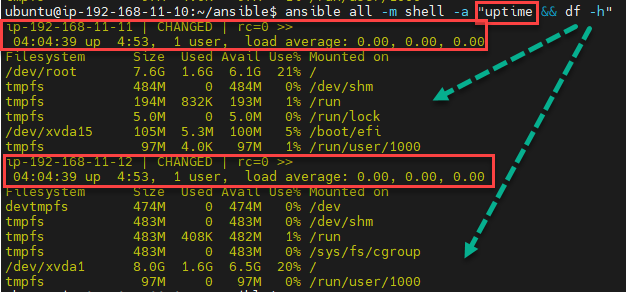 ubuntu@ip-192-168-11-10:~/ansible$ ansible all -m shell -a "uptime && df -h"
ip-192-168-11-11 | CHANGED | rc=0 >>
 04:04:39 up  4:53,  1 user,  load average: 0.00, 0.00, 0.00
Filesystem      Size  Used Avail Use% Mounted on
/dev/root       7.6G  1.6G  6.1G  21% /
tmpfs           484M     0  484M   0% /dev/shm
tmpfs           194M  832K  193M   1% /run
tmpfs           5.0M     0  5.0M   0% /run/lock
/dev/xvda15     105M  5.3M  100M   5% /boot/efi
tmpfs            97M  4.0K   97M   1% /run/user/1000
ip-192-168-11-12 | CHANGED | rc=0 >>
 04:04:39 up  4:53,  1 user,  load average: 0.00, 0.00, 0.00
Filesystem      Size  Used Avail Use% Mounted on
devtmpfs        474M     0  474M   0% /dev
tmpfs           483M     0  483M   0% /dev/shm
tmpfs           483M  408K  482M   1% /run
tmpfs           483M     0  483M   0% /sys/fs/cgroup
/dev/xvda1      8.0G  1.6G  6.5G  20% /
tmpfs            97M     0   97M   0% /run/user/1000